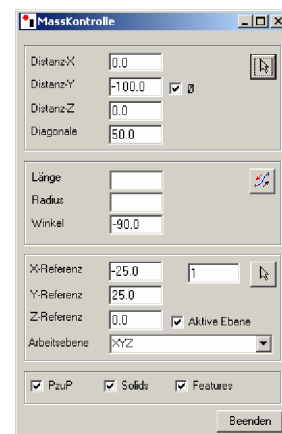 MassKontrolle
Distanz-X 0.0
Distanz-Y -100.0 Ø
Distanz-Z 0.0
Diagonale 50.0
Länge
Radius
Winkel -90.0
X-Referenz -25.0 1
Y-Referenz 25.0
Z-Referenz 0.0 Aktive Ebene
Arbeitsebene XYZ
PzuP Solids Features
Beenden